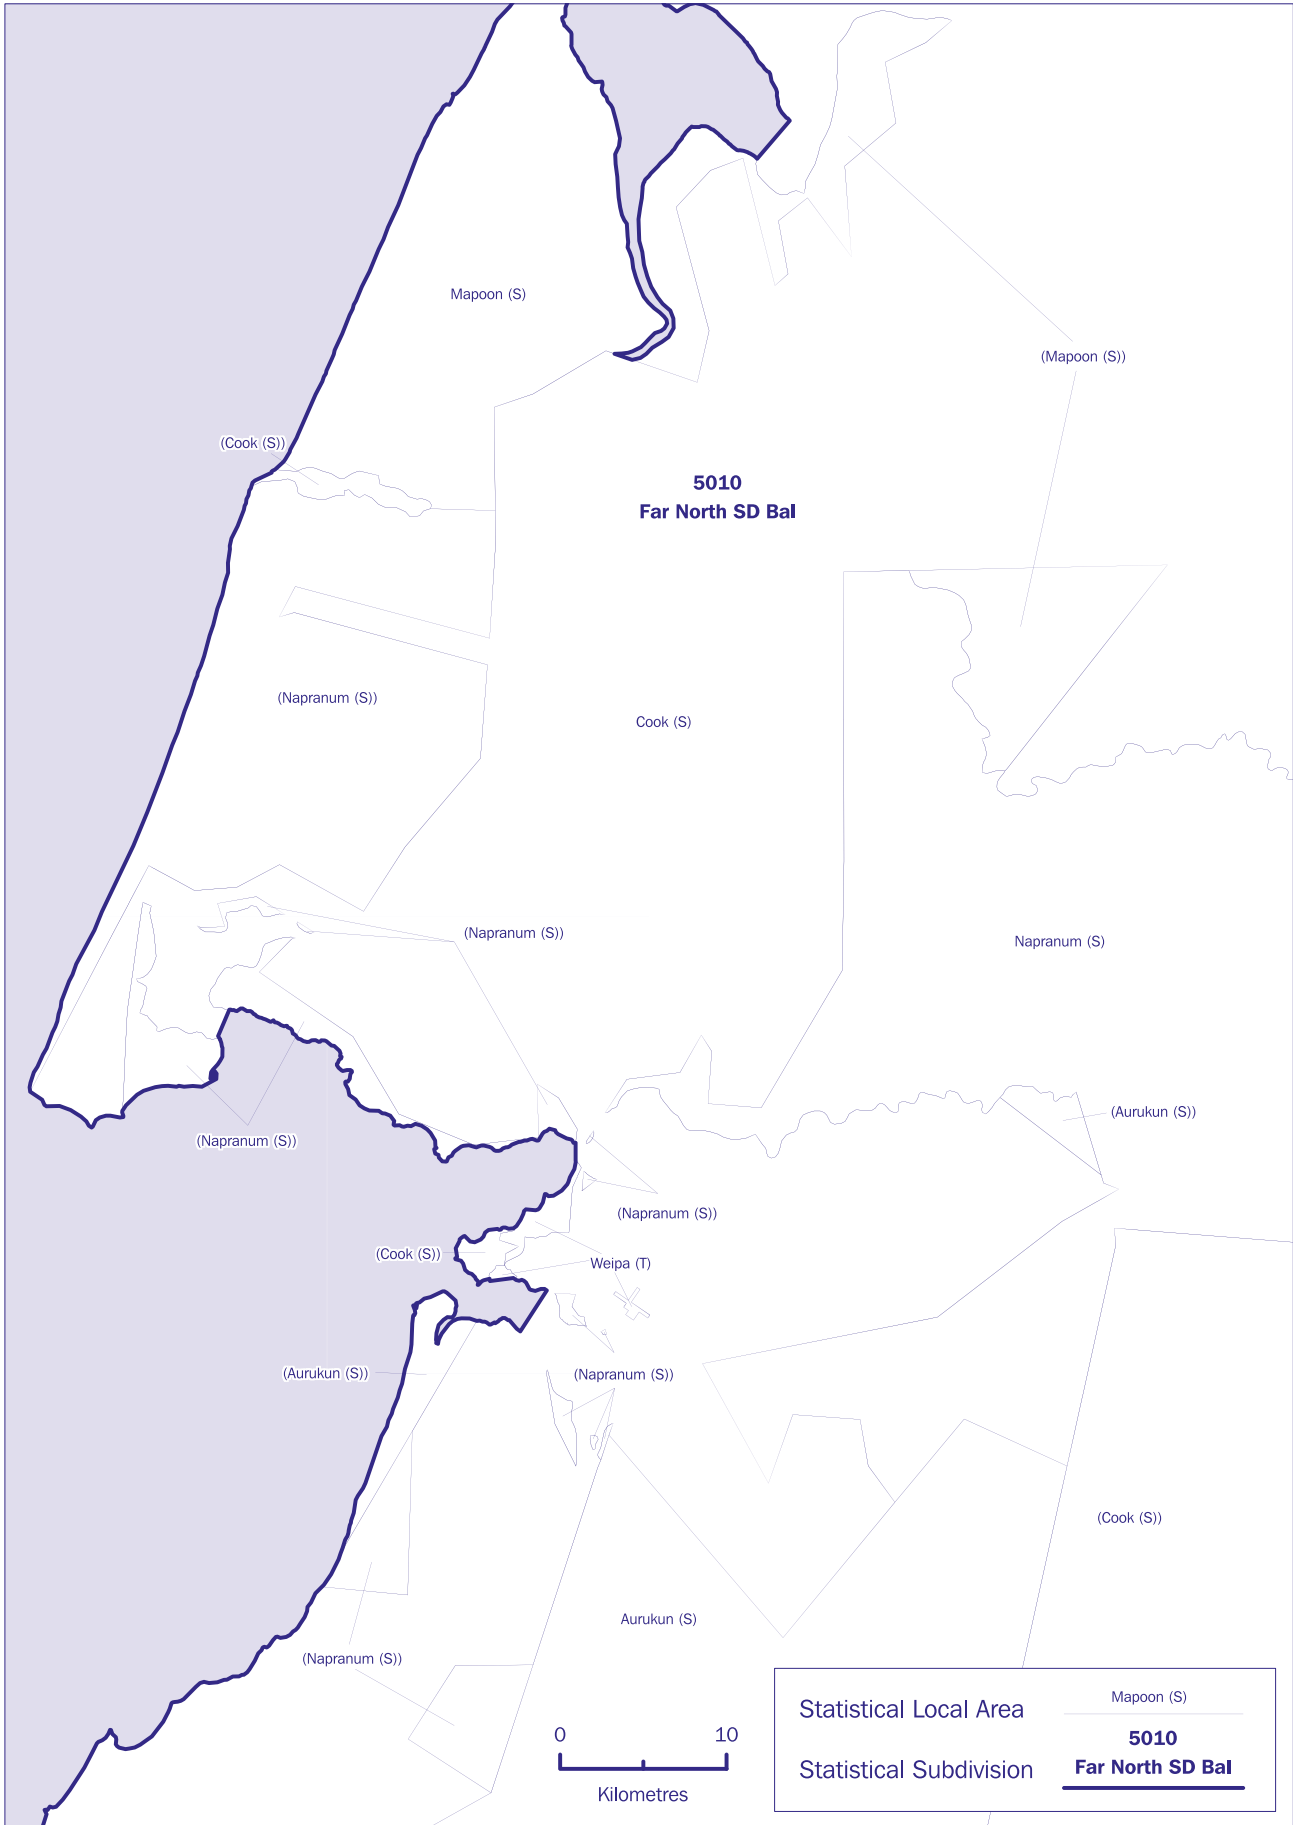 Mapoon (S)
(Mapoon (S))
(Cook (S))
5010
Far North SD Bal
(Napranum (S))
Cook (S)
(Napranum (S))
Napranum (S)
(Aurukun (S))
(Napranum (S))
(Napranum (S))
(Cook (S))
Weipa (T)
(Aurukun (S))
(Napranum (S))
(Cook (S))
Aurukun (S)
(Napranum (S))
0 10
Kilometres
Statistical Local Area
Mapoon (S)
5010
Statistical Subdivision
Far North SD Bal